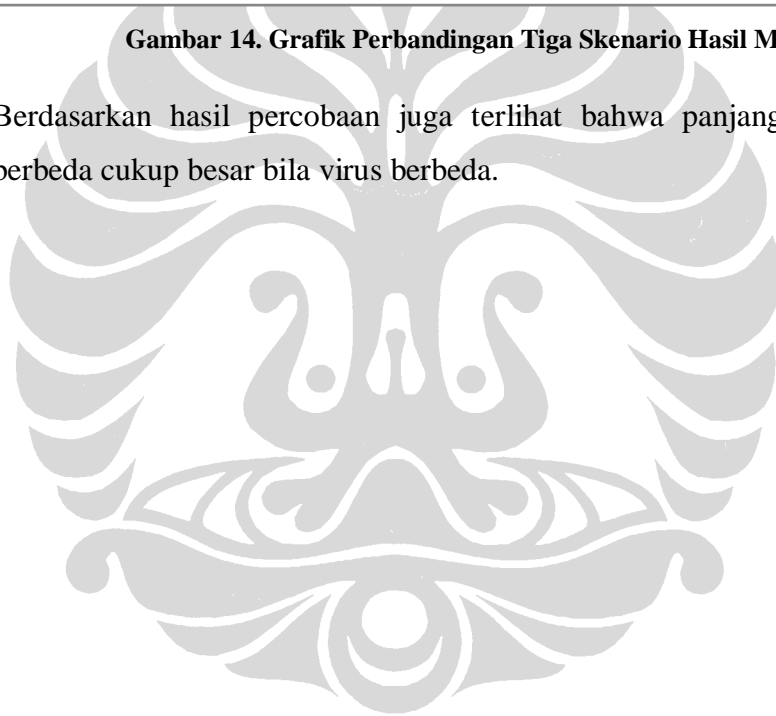 Gambar 14. Grafik Perbandingan Tiga Skenario Hasil M
Berdasarkan hasil percobaan juga terlihat bahwa panjang
berbeda cukup besar bila virus berbeda.